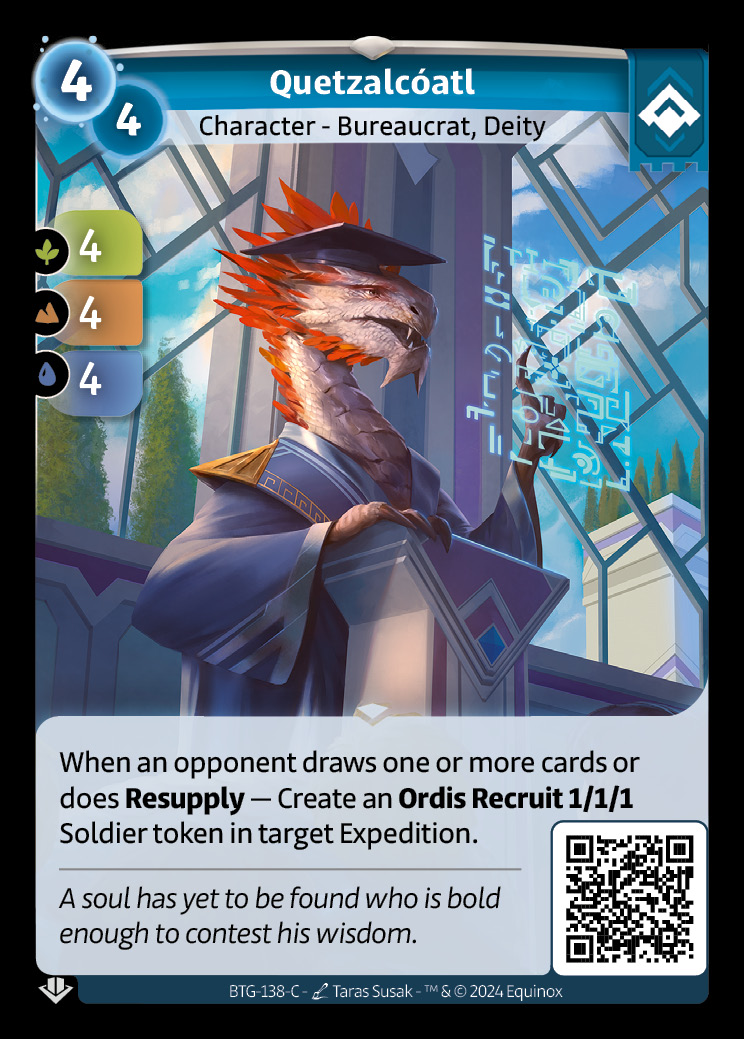 4
Quetzalcóatl
4
Character - Bureaucrat, Deity
4
4
4
When an opponent draws one or more cards or
does Resupply — Create an Ordis Recruit 1/1/1
Soldier token in target Expedition.
A soul has yet to be found who is bold
enough to contest his wisdom.
BTG-138-C - Taras Susak - ™ & © 2024 Equinox